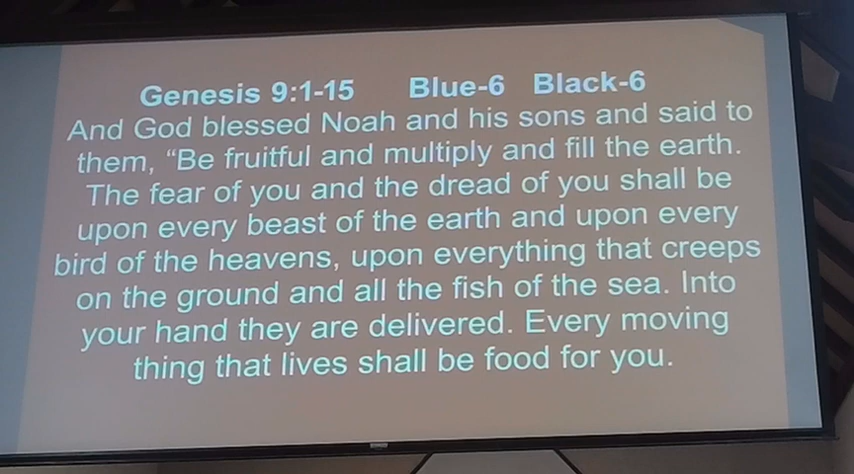 Genesis 9:1-15 Blue-6 Black-6
And God blessed Noah and his sons and said to
them, “Be fruitful and multiply and fill the earth.
The fear of you and the dread of you shall be
upon every beast of the earth and upon every
bird of the heavens, upon everything that creeps
on the ground and all the fish of the sea. Into
your hand they are delivered. Every moving
thing that lives shall be food for you.